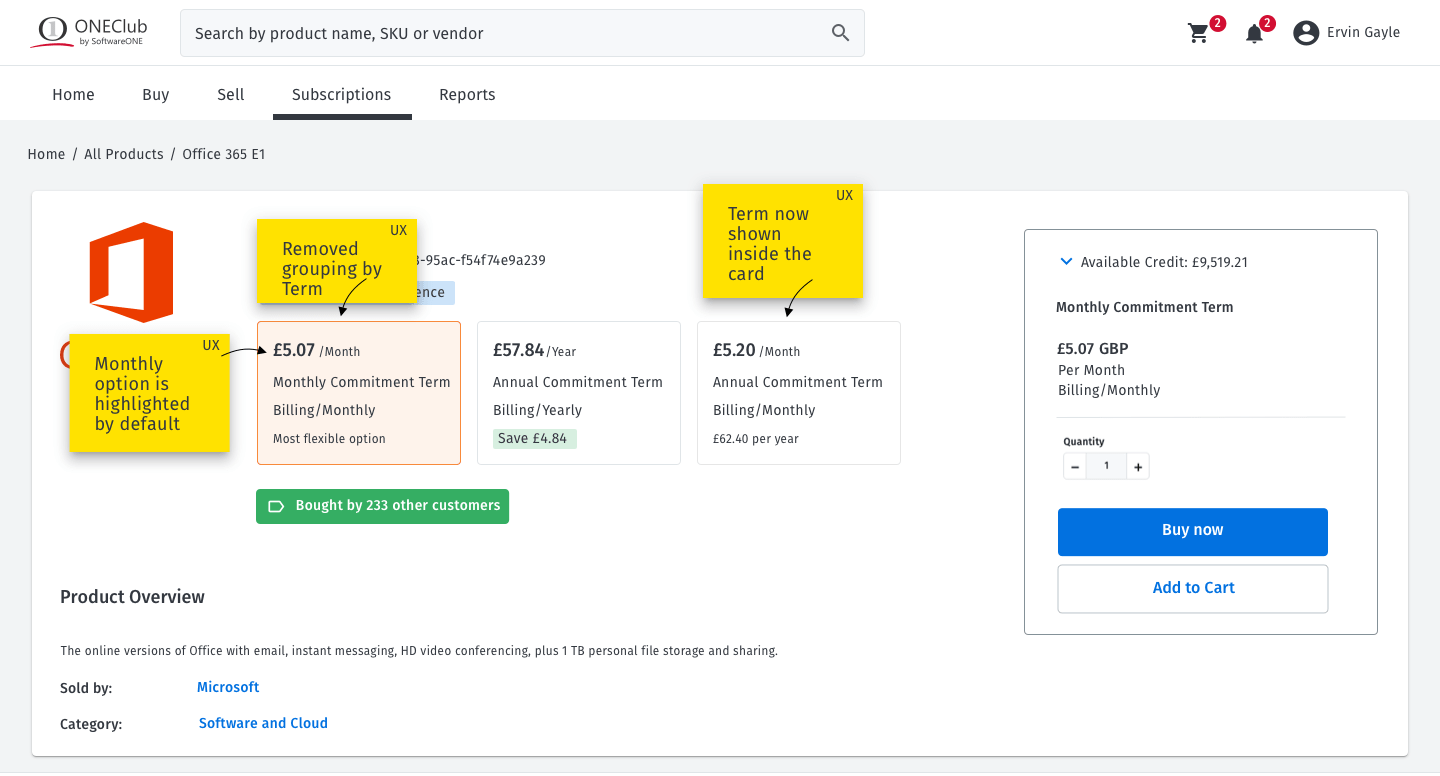 ONEClub
by SoftwareONE
Search by product name, SKU or vendor
2
2
Ervin Gayle
Home
Buy
Sell
Subscriptions
Reports
Home / All Products / Office 365 E1
UX
Removed
grouping by
Term
-95ac-f54f74e9a239
UX
Term now
shown
inside the
card
UX
Monthly
option is
highlighted
by default
£5.07 /Month
Monthly Commitment Term
Billing/Monthly
Most flexible option
£57.84/Year
Annual Commitment Term
Billing/Yearly
Save £4.84
£5.20 /Month
Annual Commitment Term
Billing/Monthly
£62.40 per year
Bought by 233 other customers
Available Credit: £9,519.21
Monthly Commitment Term
£5.07 GBP
Per Month
Billing/Monthly
Quantity
− 1 +
Buy now
Add to Cart
Product Overview
The online versions of Office with email, instant messaging, HD video conferencing, plus 1 TB personal file storage and sharing.
Sold by: Microsoft
Category: Software and Cloud